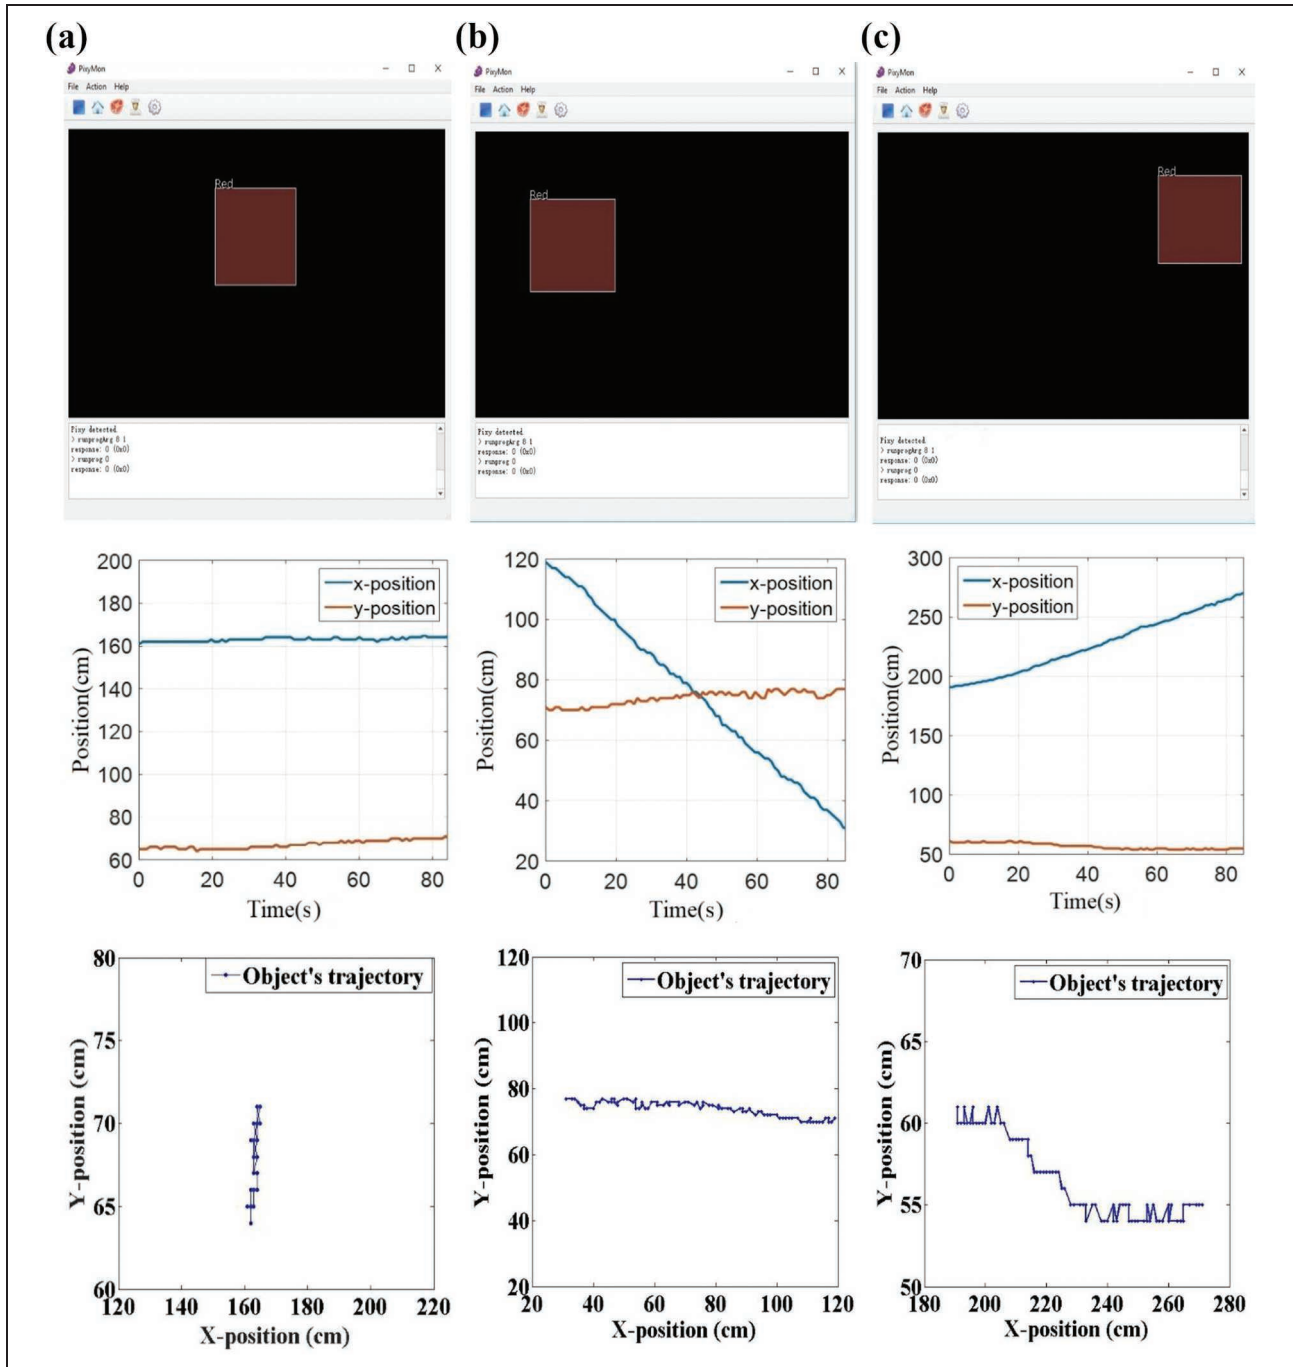 (a)
PixyMon
File Action Help
Red
Pixy detected
> runprogArg 8 1
response: 0 (0x0)
> runprog 0
response: 0 (0x0)
(b)
PixyMon
File Action Help
Red
Pixy detected
> runprogArg 8 1
response: 0 (0x0)
> runprog 0
response: 0 (0x0)
(c)
PixyMon
File Action Help
Red
Pixy detected
> runprogArg 8 1
response: 0 (0x0)
> runprog 0
response: 0 (0x0)
200
180
160
140
120
100
80
60
Position(cm)
x-position
y-position
0 20 40 60 80
Time(s)
120
100
80
60
40
20
Position(cm)
x-position
y-position
0 20 40 60 80
Time(s)
300
250
200
150
100
50
Position(cm)
x-position
y-position
0 20 40 60 80
Time(s)
80
75
70
65
60
Y-position (cm)
Object's trajectory
120 140 160 180 200 220
X-position (cm)
120
100
80
60
40
20
Y-position (cm)
Object's trajectory
20 40 60 80 100 120
X-position (cm)
70
65
60
55
50
Y-position (cm)
Object's trajectory
180 200 220 240 260 280
X-position (cm)